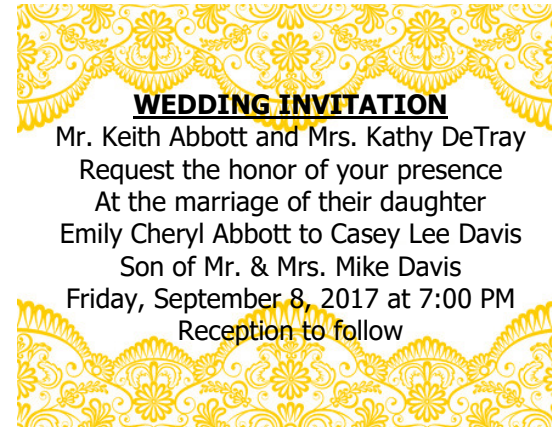 WEDDING INVITATION
Mr. Keith Abbott and Mrs. Kathy DeTray
Request the honor of your presence
At the marriage of their daughter
Emily Cheryl Abbott to Casey Lee Davis
Son of Mr. & Mrs. Mike Davis
Friday, September 8, 2017 at 7:00 PM
Reception to follow